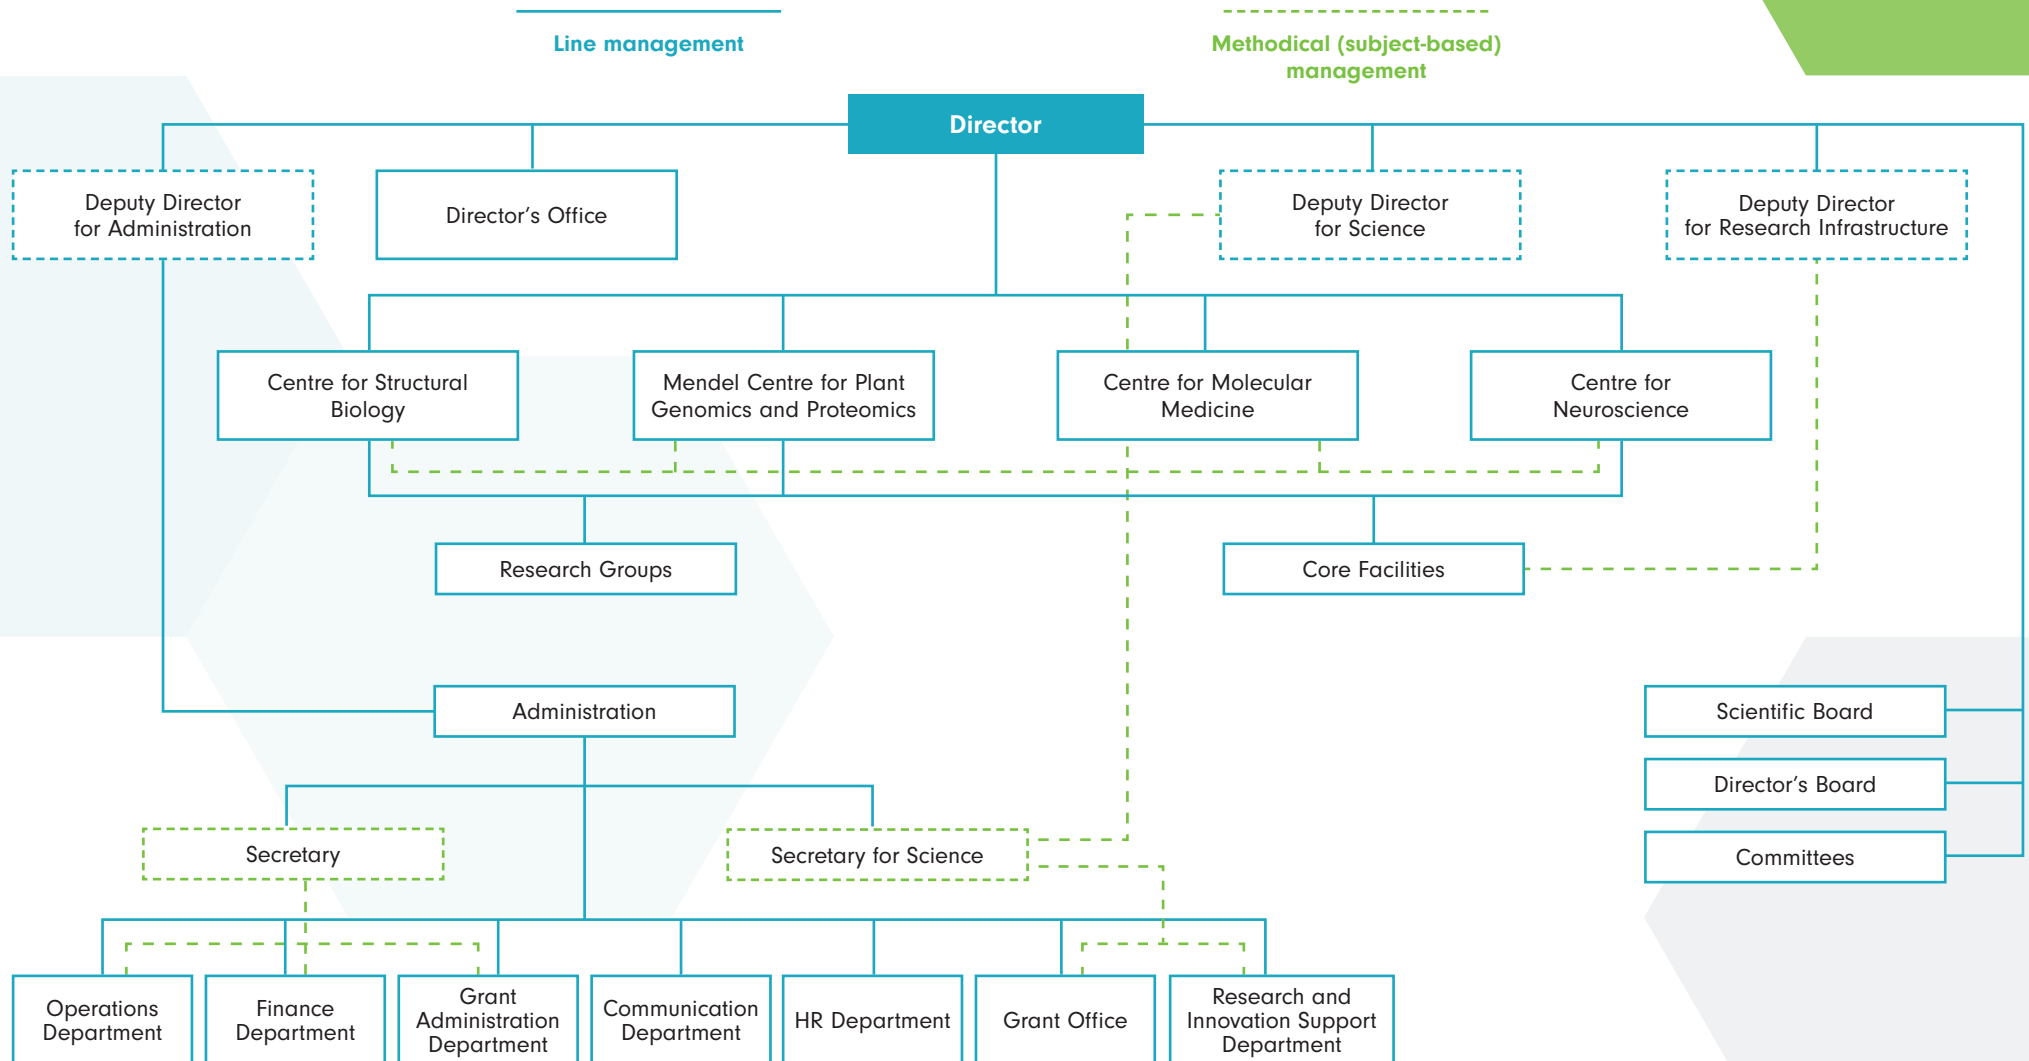 Line management
Methodical (subject-based)
management
Director
Deputy Director
for Administration
Director's Office
Deputy Director
for Science
Deputy Director
for Research Infrastructure
Centre for Structural
Biology
Mendel Centre for Plant
Genomics and Proteomics
Centre for Molecular
Medicine
Centre for
Neuroscience
Research Groups
Core Facilities
Administration
Scientific Board
Director's Board
Committees
Secretary
Secretary for Science
Operations
Department
Finance
Department
Grant
Administration
Department
Communication
Department
HR Department
Grant Office
Research and
Innovation Support
Department